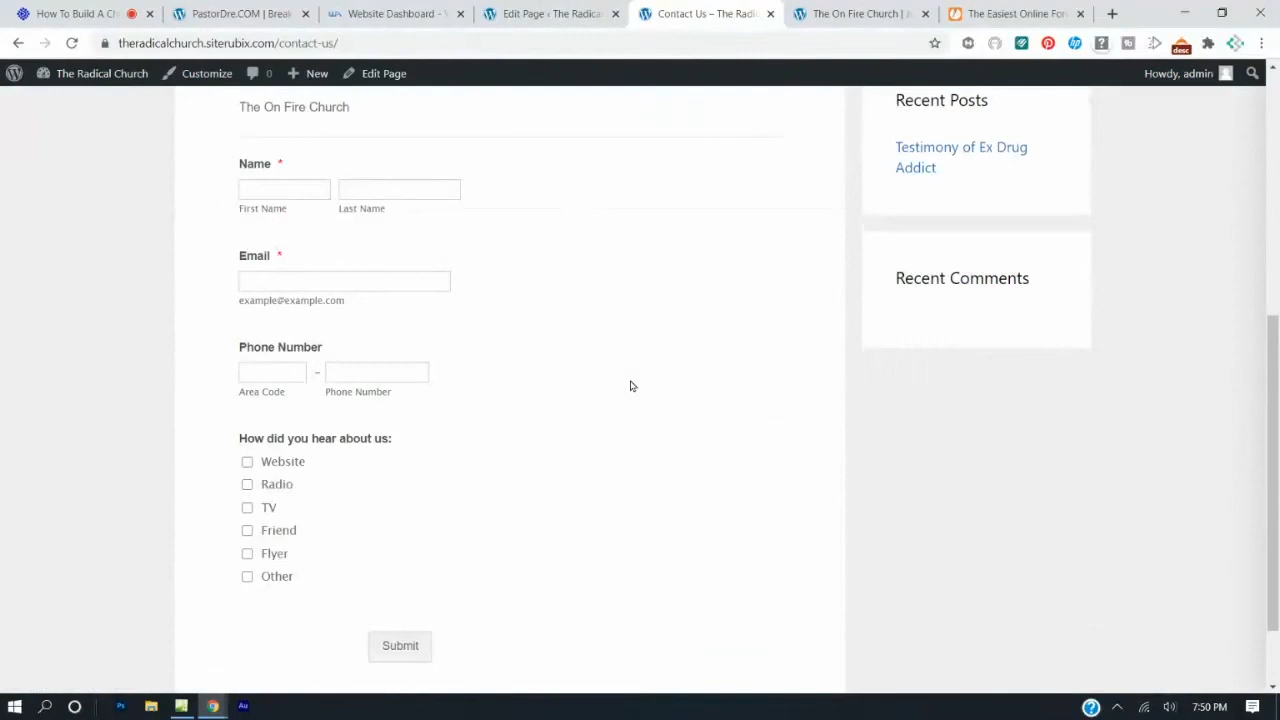 How To Build A Ch
PastorDre.COM | Break
Website Dashboard -
Edit Page ‹ The Radical
Contact Us – The Radi
The On Fire Church |
The Easiest Online For
theradicalchurch.siterubix.com/contact-us/
desc
The Radical Church
Customize
0
New
Edit Page
Howdy, admin
The On Fire Church
Name *
First Name
Last Name
Email *
example@example.com
Phone Number
-
Area Code
Phone Number
How did you hear about us:
Website
Radio
TV
Friend
Flyer
Other
Submit
Recent Posts
Testimony of Ex Drug
Addict
Recent Comments
Ps
Au
7:50 PM